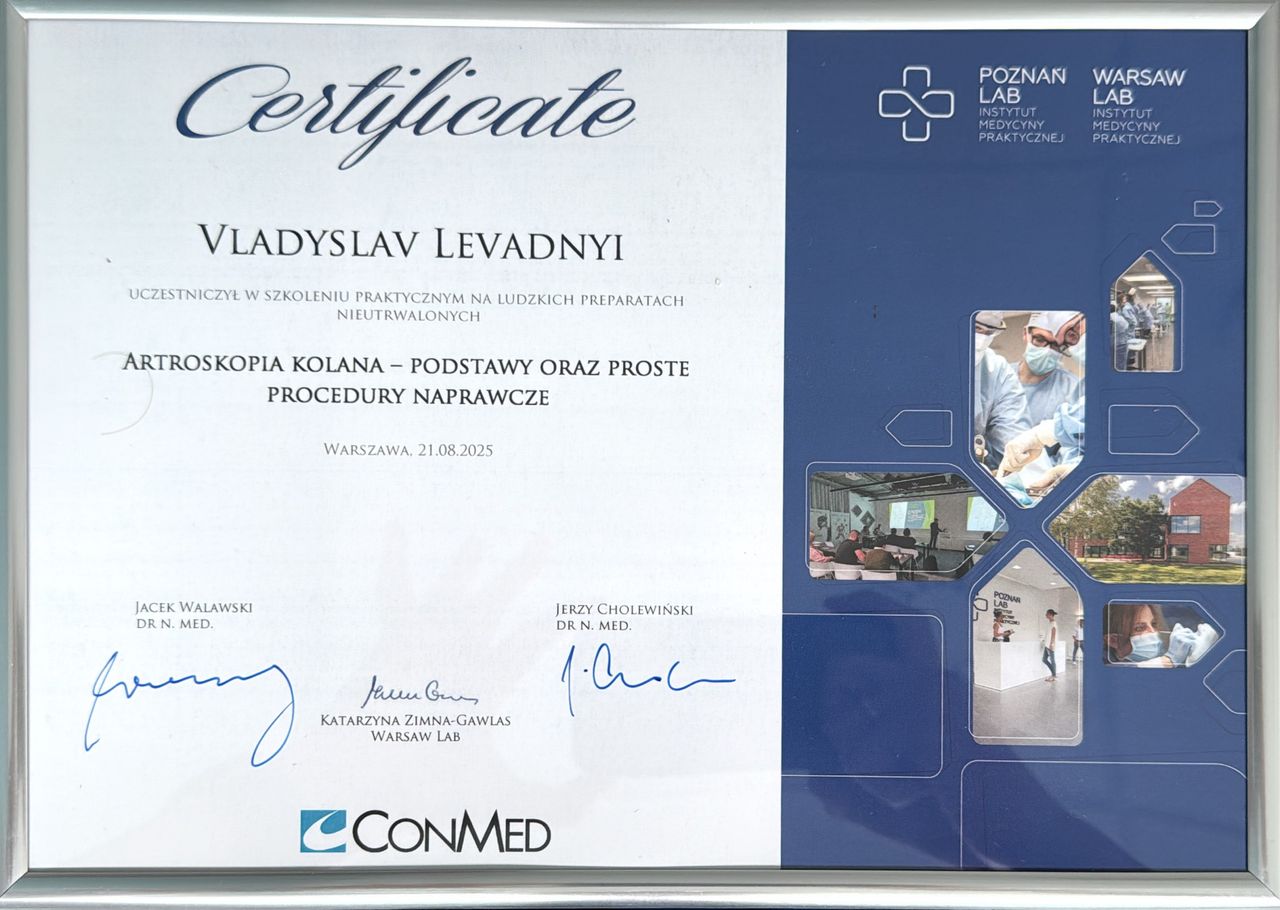 Certificate
POZNAŃ
LAB
INSTYTUT
MEDYCYNY
PRAKTYCZNEJ
WARSAW
LAB
INSTYTUT
MEDYCYNY
PRAKTYCZNEJ
VLADYSLAV LEVADNYI
UCZESTNICZYŁ W SZKOLENIU PRAKTYCZNYM NA LUDZKICH PREPARATACH
NIEUTRWALONYCH
ARTROSKOPIA KOLANA – PODSTAWY ORAZ PROSTE
PROCEDURY NAPRAWCZE
WARSZAWA, 21.08.2025
JACEK WALAWSKI
DR N. MED.
JERZY CHOLEWIŃSKI
DR N. MED.
KATARZYNA ZIMNA-GAWLAS
WARSAW LAB
CONMED
POZNAŃ
LAB